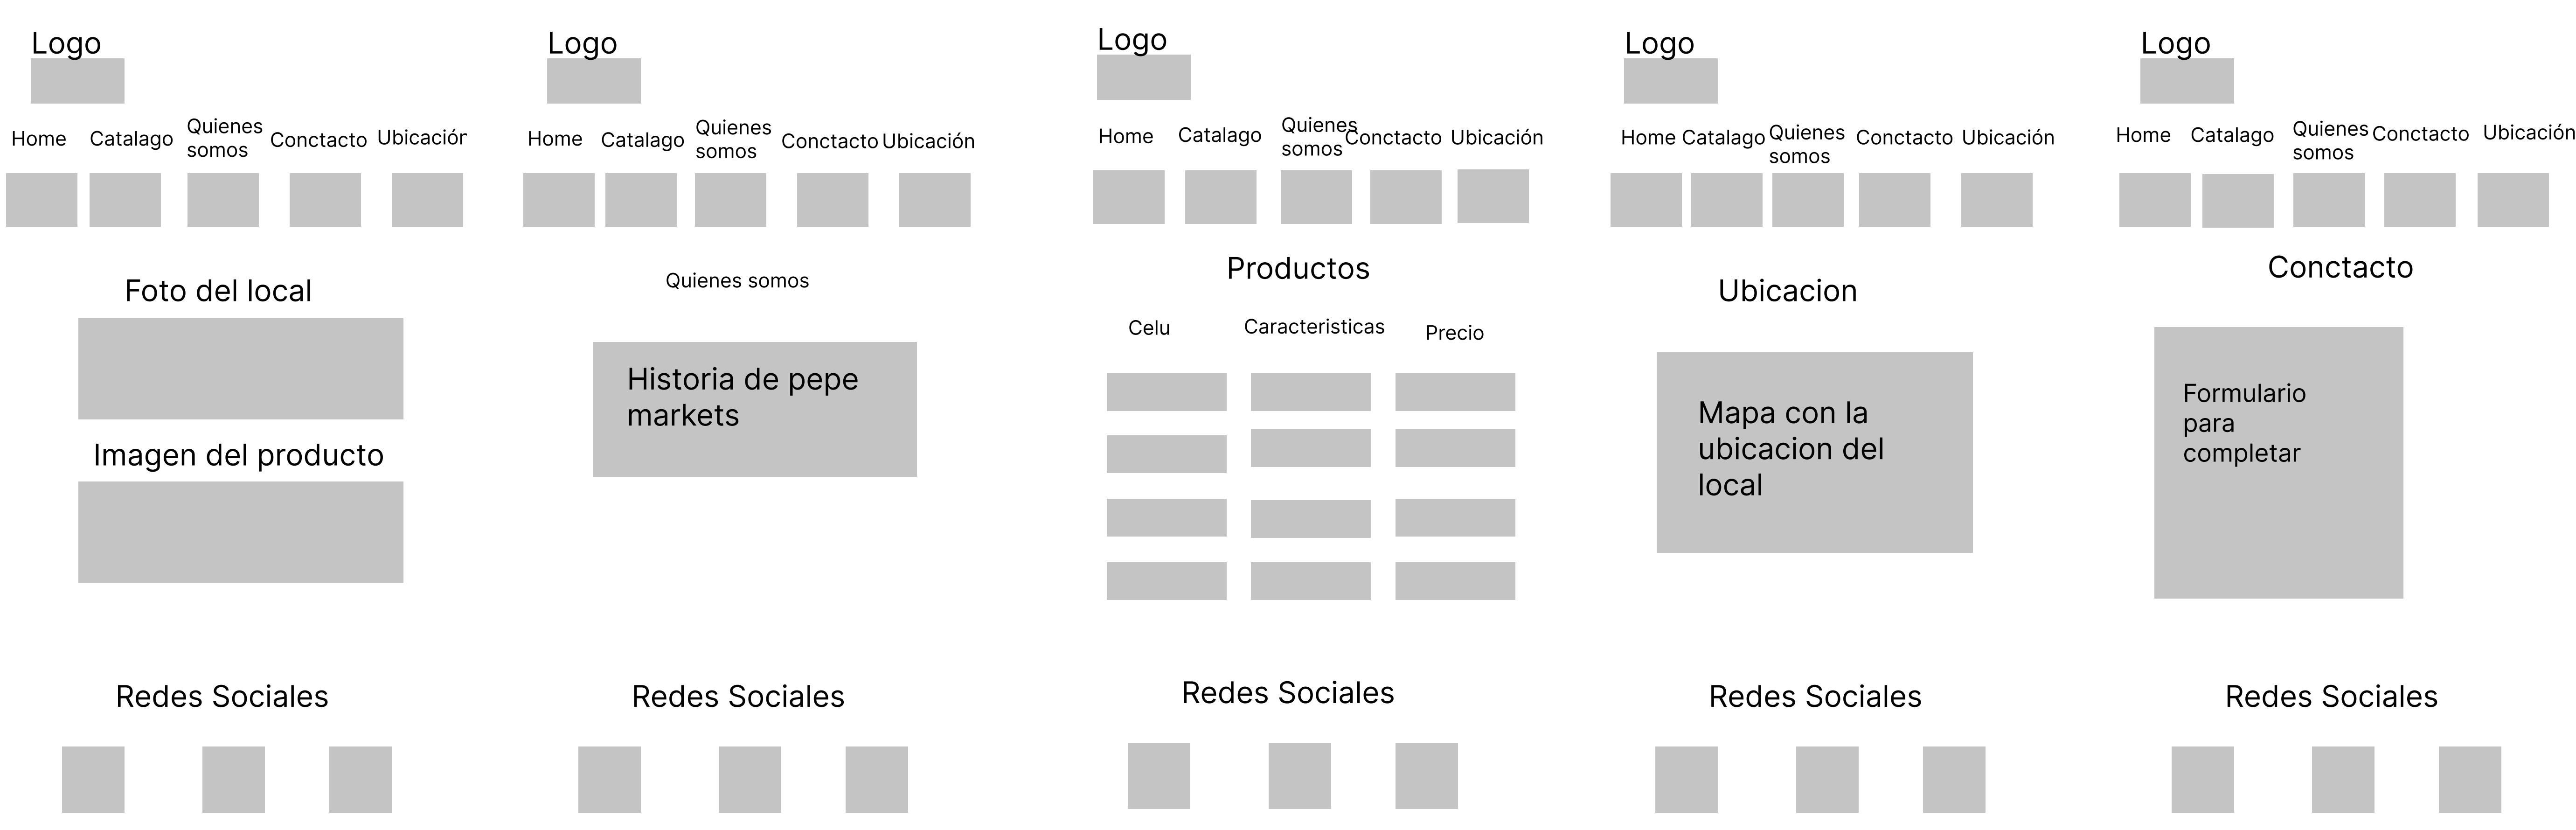 Logo
Home
Catalago
Quienes
somos
Conctacto
Ubicación
Foto del local
Imagen del producto
Redes Sociales
Logo
Home
Catalago
Quienes
somos
Conctacto
Ubicación
Quienes somos
Historia de pepe
markets
Redes Sociales
Logo
Home
Catalago
Quienes
somos
Conctacto
Ubicación
Productos
Celu
Caracteristicas
Precio
Redes Sociales
Logo
Home
Catalago
Quienes
somos
Conctacto
Ubicación
Ubicacion
Mapa con la
ubicacion del
local
Redes Sociales
Logo
Home
Catalago
Quienes
somos
Conctacto
Ubicación
Conctacto
Formulario
para
completar
Redes Sociales